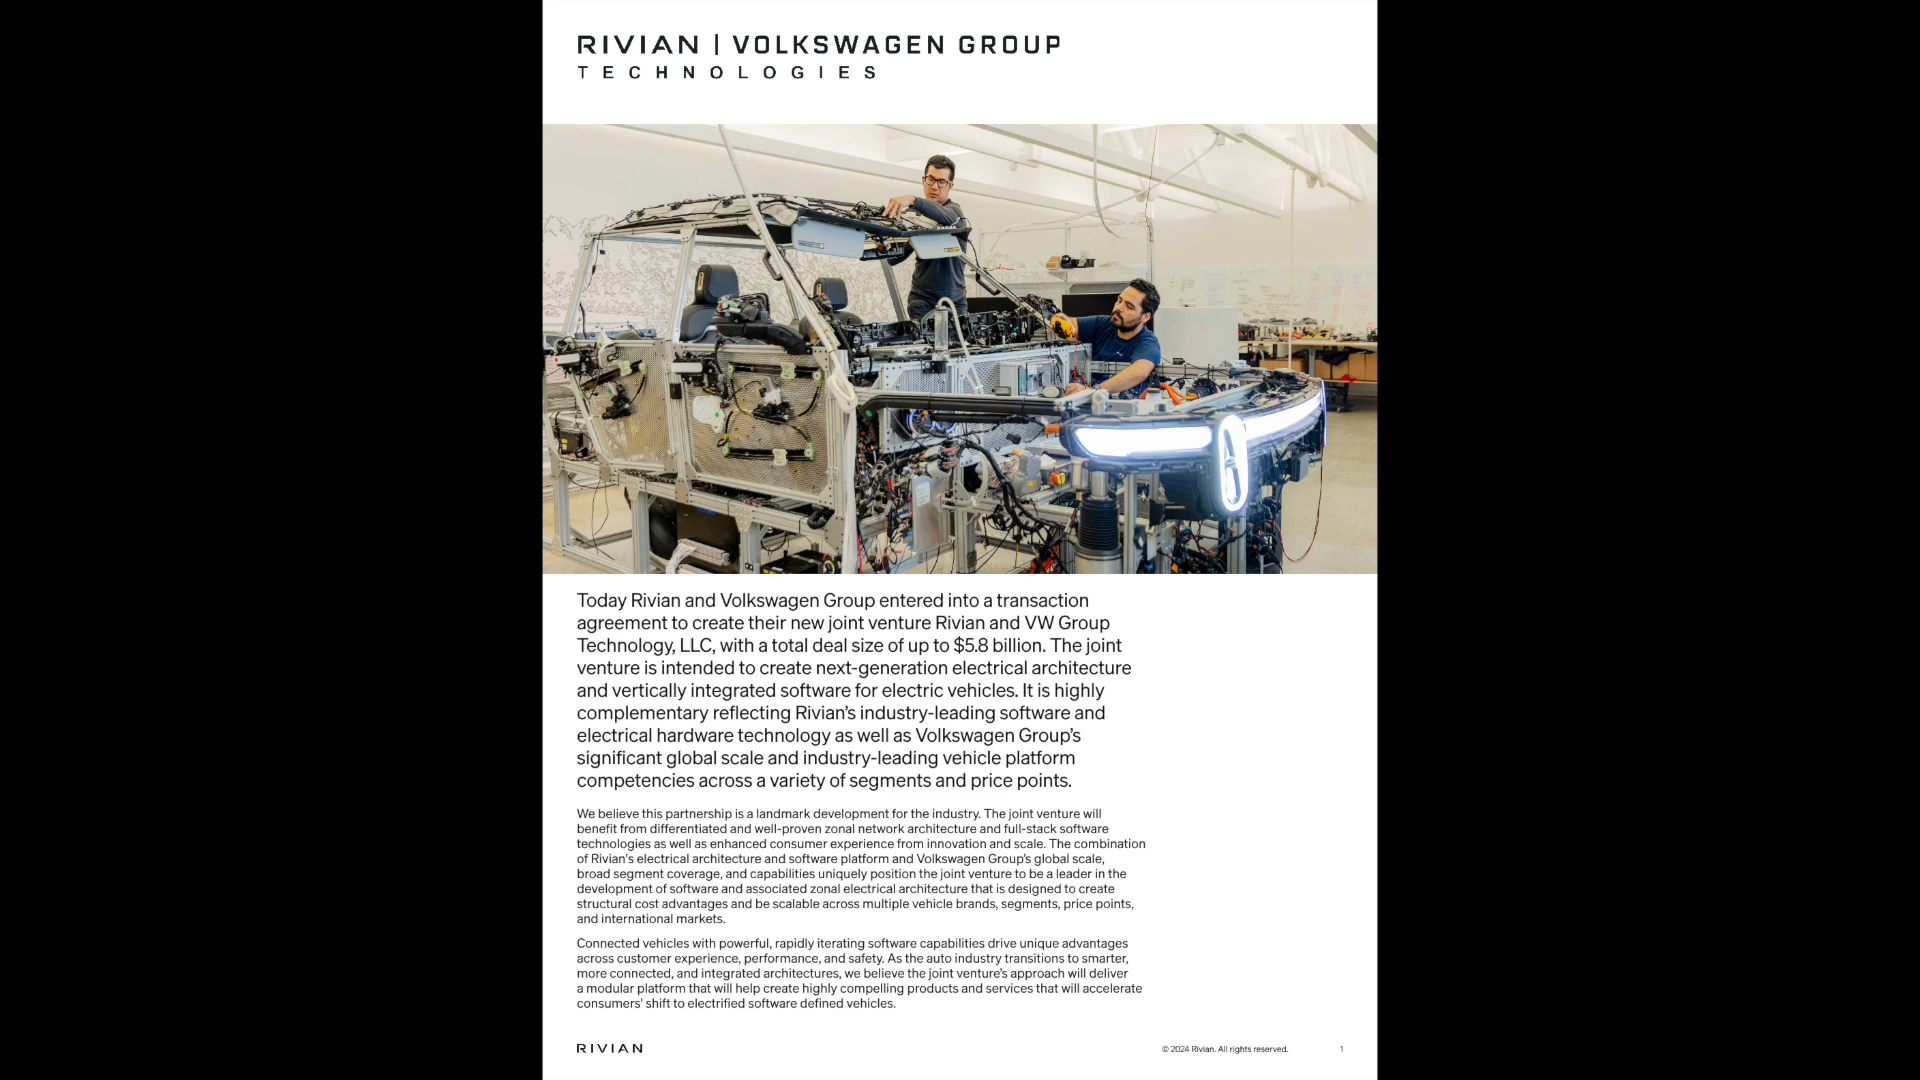 RIVIAN | VOLKSWAGEN GROUP
TECHNOLOGIES
Today Rivian and Volkswagen Group entered into a transaction
agreement to create their new joint venture Rivian and VW Group
Technology, LLC, with a total deal size of up to $5.8 billion. The joint
venture is intended to create next-generation electrical architecture
and vertically integrated software for electric vehicles. It is highly
complementary reflecting Rivian’s industry-leading software and
electrical hardware technology as well as Volkswagen Group’s
significant global scale and industry-leading vehicle platform
competencies across a variety of segments and price points.
We believe this partnership is a landmark development for the industry. The joint venture will
benefit from differentiated and well-proven zonal network architecture and full-stack software
technologies as well as enhanced consumer experience from innovation and scale. The combination
of Rivian’s electrical architecture and software platform and Volkswagen Group’s global scale,
broad segment coverage, and capabilities uniquely position the joint venture to be a leader in the
development of software and associated zonal electrical architecture that is designed to create
structural cost advantages and be scalable across multiple vehicle brands, segments, price points,
and international markets.
Connected vehicles with powerful, rapidly iterating software capabilities drive unique advantages
across customer experience, performance, and safety. As the auto industry transitions to smarter,
more connected, and integrated architectures, we believe the joint venture’s approach will deliver
a modular platform that will help create highly compelling products and services that will accelerate
consumers’ shift to electrified software defined vehicles.
RIVIAN
© 2024 Rivian. All rights reserved.
1